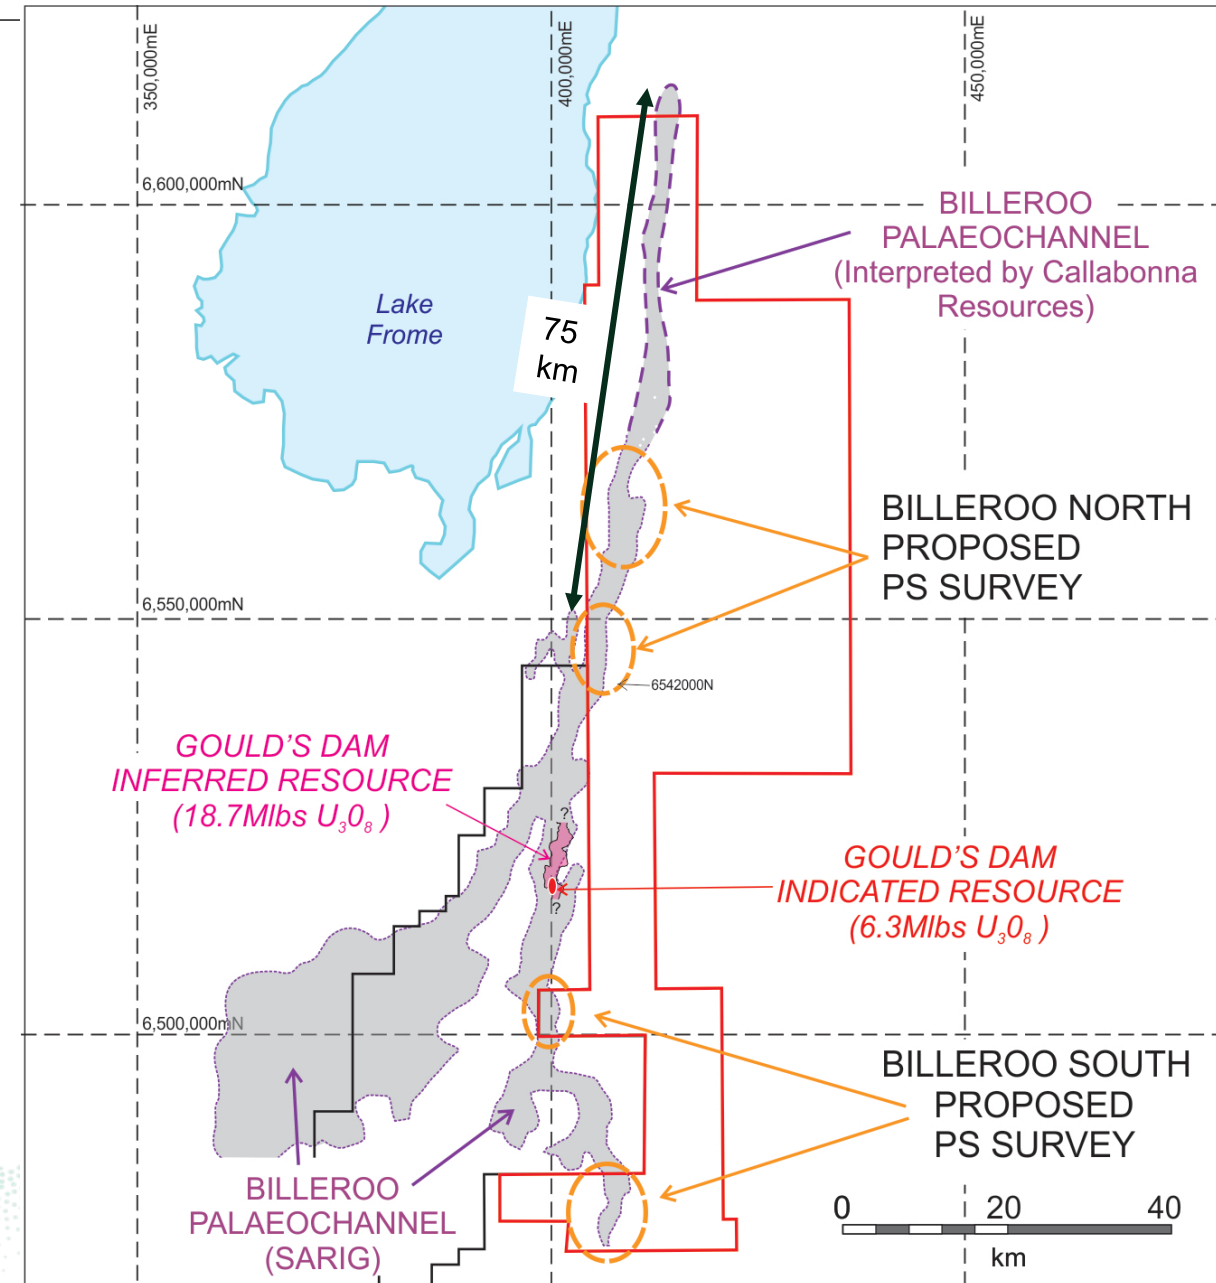 350,000mE
400,000mE
450,000mE
6,600,000mN
BILLEROO
PALAEOCHANNEL
(Interpreted by Callabonna
Resources)
Lake
Frome
75
km
BILLEROO NORTH
PROPOSED
PS SURVEY
6,550,000mN
6542000N
GOULD'S DAM
INFERRED RESOURCE
(18.7Mlbs U₃0₈ )
?
GOULD'S DAM
INDICATED RESOURCE
(6.3Mlbs U₃0₈ )
?
6,500,000mN
BILLEROO SOUTH
PROPOSED
PS SURVEY
BILLEROO
PALAEOCHANNEL
(SARIG)
0 20 40
km